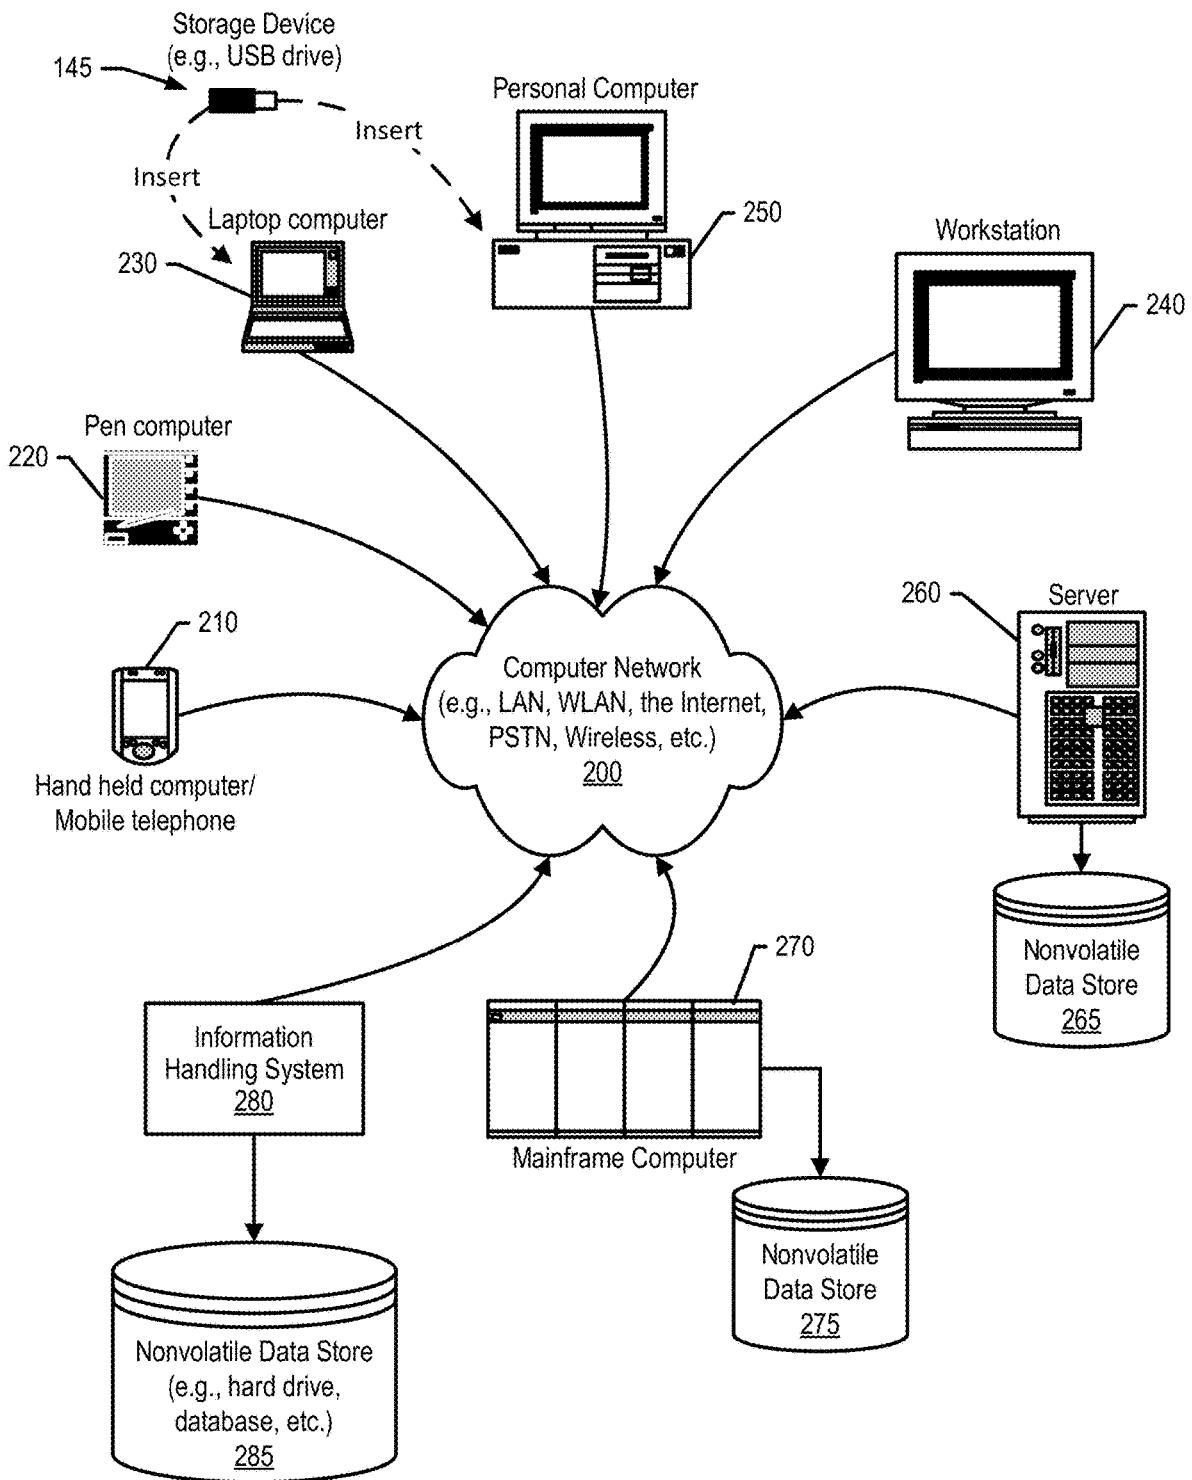 Storage Device
(e.g., USB drive)
145
Insert
Insert
Personal Computer
250
Laptop computer
230
Workstation
240
Pen computer
220
260
Server
210
Hand held computer/
Mobile telephone
Computer Network
(e.g., LAN, WLAN, the Internet,
PSTN, Wireless, etc.)
200
Nonvolatile
Data Store
265
270
Information
Handling System
280
Mainframe Computer
Nonvolatile
Data Store
275
Nonvolatile Data Store
(e.g., hard drive,
database, etc.)
285